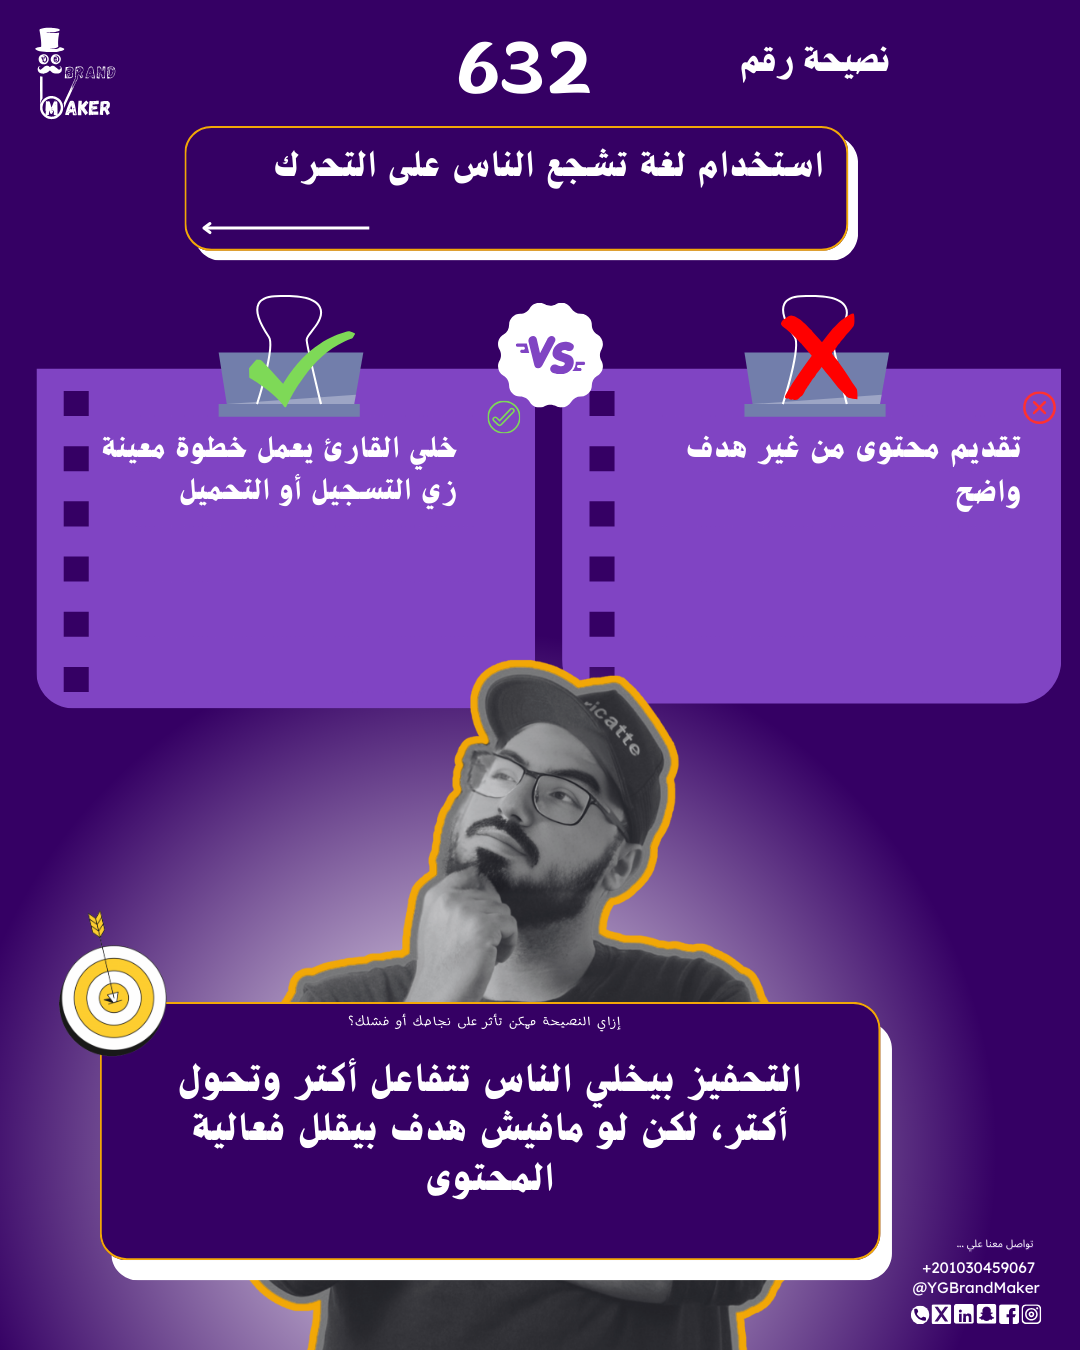 BRAND
MAKER
نصيحة رقم
632
استخدام لغة تشجع الناس على التحرك
VS
تقديم محتوى من غير هدف
واضح
خلي القارئ يعمل خطوة معينة
زي التسجيل أو التحميل
icatte
إزاي النصيحة ممكن تأثر على نجاحك أو فشلك؟
التحفيز بيخلي الناس تتفاعل أكتر وتحول
أكتر، لكن لو مافيش هدف بيقلل فعالية
المحتوى
تواصل معنا علي ...
+201030459067
@YGBrandMaker